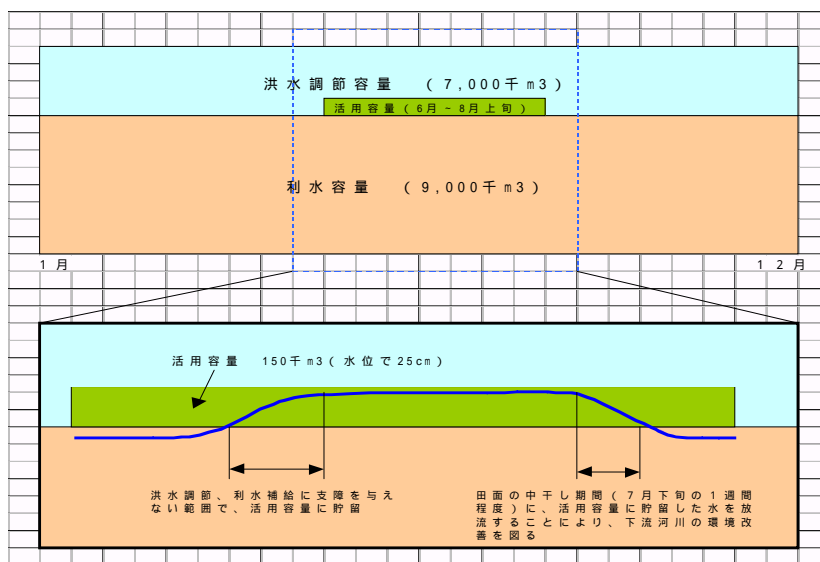 洪水調節容量 (7,000千m3)
活用容量(6月~8月上旬)
利水容量 (9,000千m3)
1月
12月
活用容量 150千m3(水位で25cm)
洪水調節、利水補給に支障を与え
ない範囲で、活用容量に貯留
田面の中干し期間(7月下旬の1週間
程度)に、活用容量に貯留した水を放
流することにより、下流河川の環境改
善を図る